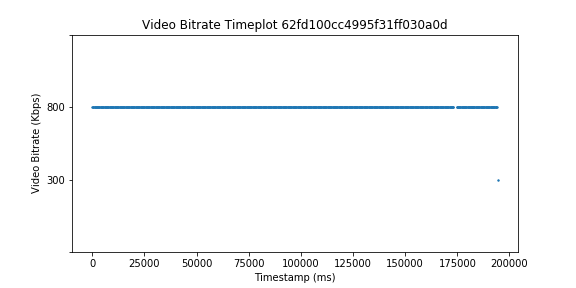 Video Bitrate Timeplot 62fd100cc4995f31ff030a0d
Video Bitrate (Kbps)
800
300
0 25000 50000 75000 100000 125000 150000 175000 200000
Timestamp (ms)